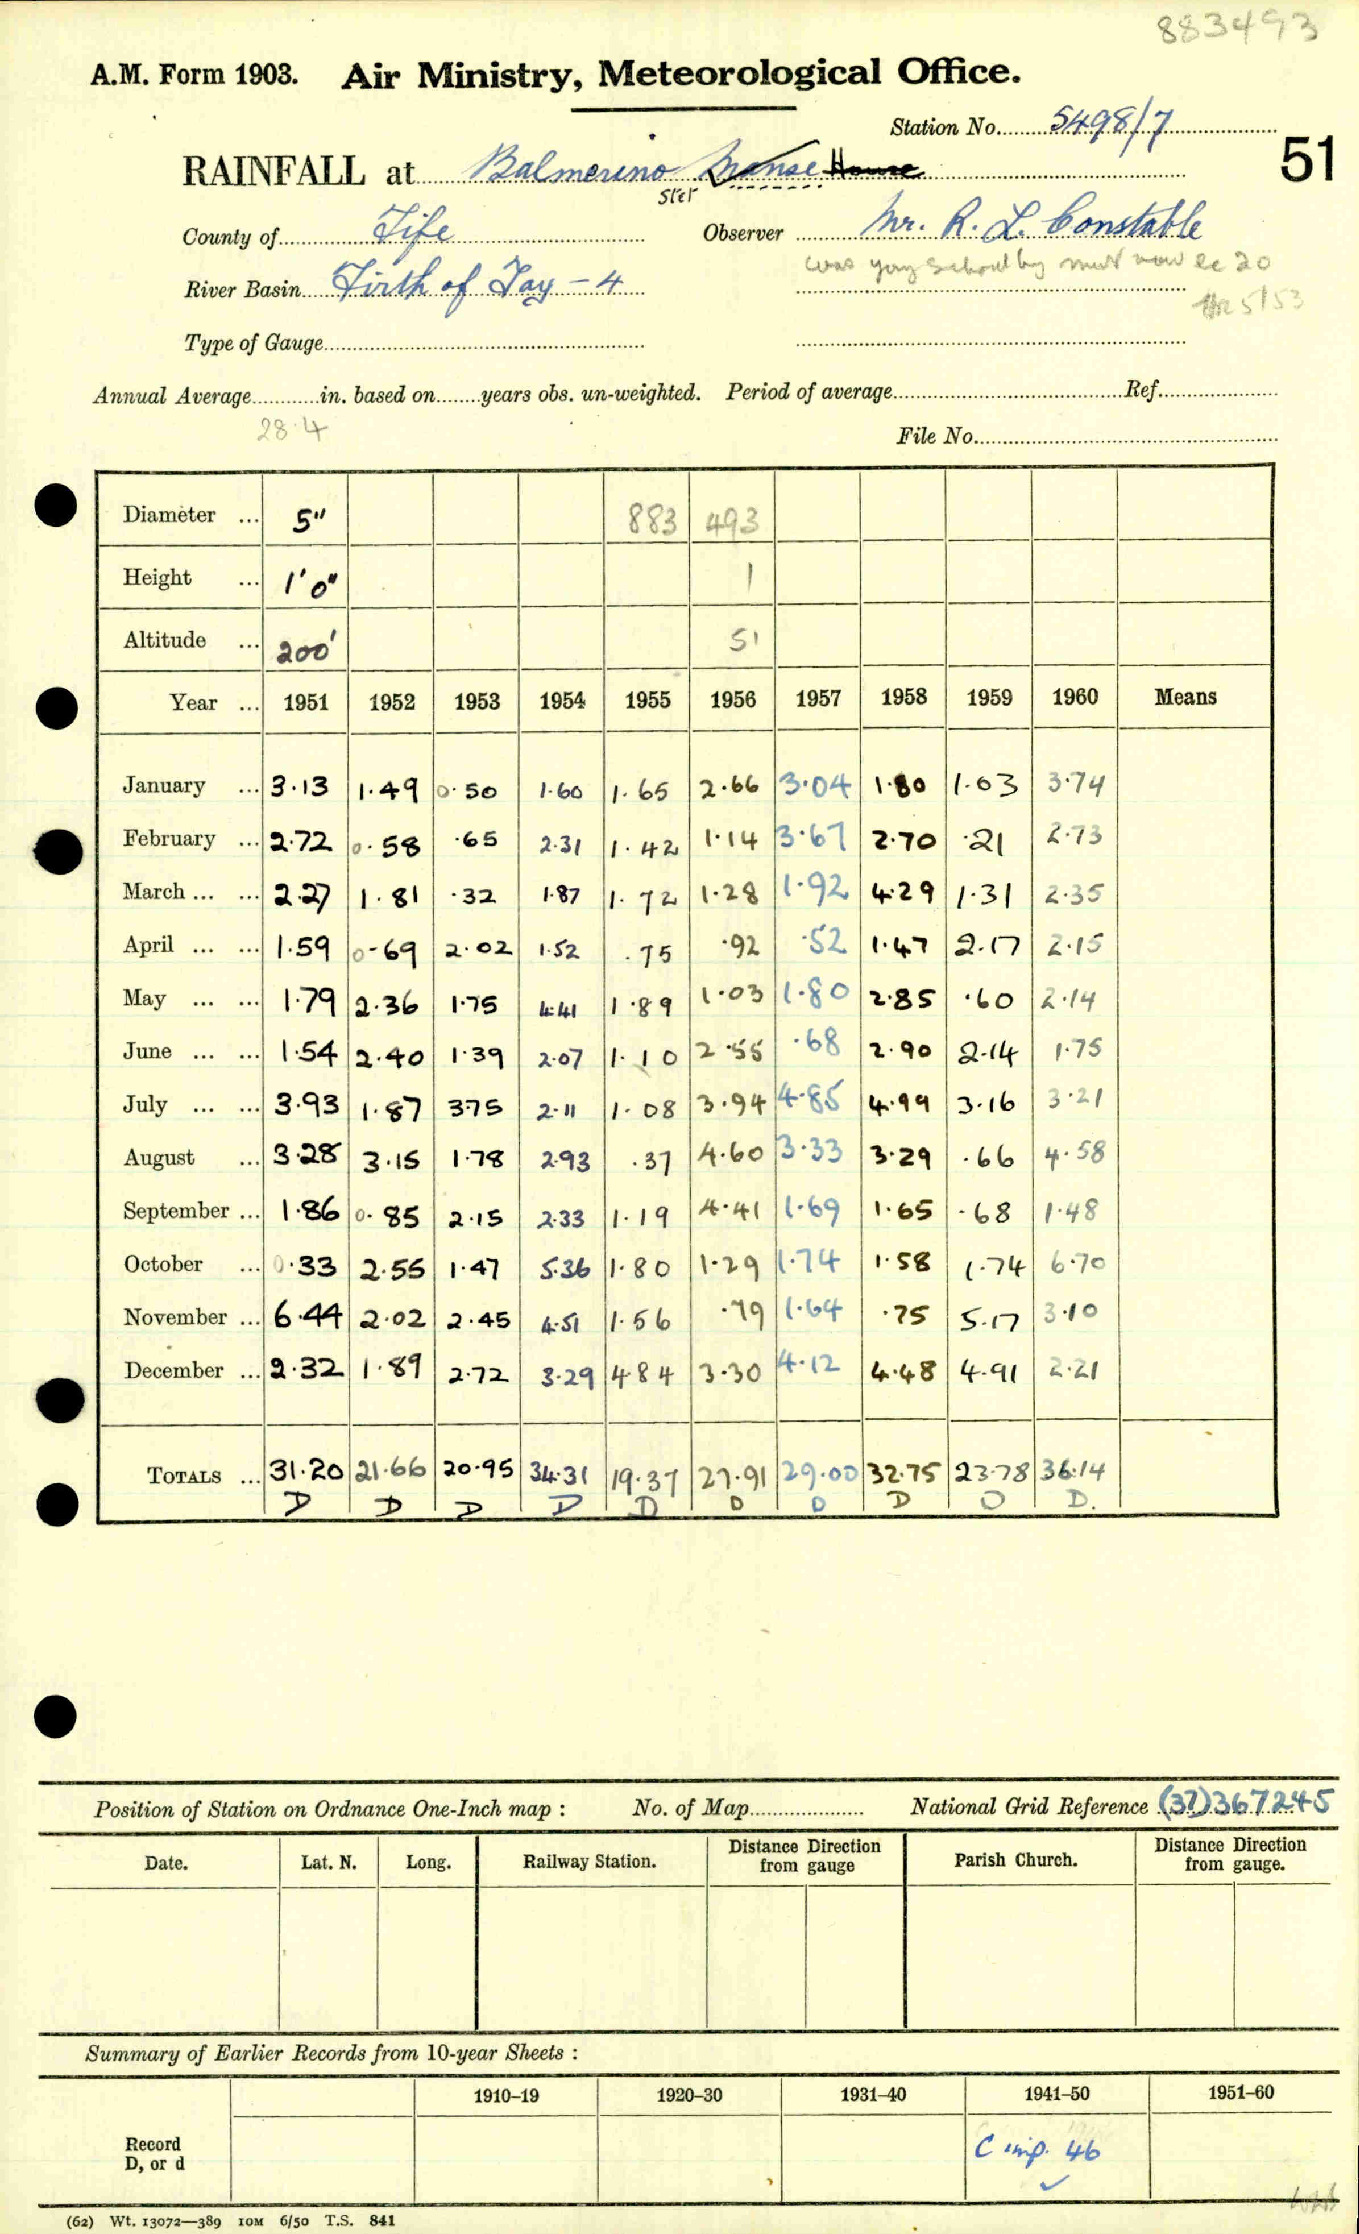 883493
A.M. Form 1903. Air Ministry, Meteorological Office.
Station No. 5498/7
51
RAINFALL at Balmerino Manse House
Stet
County of Fife Observer Mr. R. L. Constable
was yng schoolboy must now be 20
River Basin Firth of Tay - 4
5/53
Type of Gauge
Annual Average in. based on years obs. un-weighted. Period of average Ref.
28.4
File No.
Diameter ... 5" 883 493
Height ... 1'0" 1
Altitude ... 200' 51
Year ... 1951 1952 1953 1954 1955 1956 1957 1958 1959 1960 Means
January ... 3.13 1.49 0.50 1.60 1.65 2.66 3.04 1.80 1.03 3.74
February ... 2.72 0.58 .65 2.31 1.42 1.14 3.67 2.70 .21 2.73
March ... ... 2.27 1.81 .32 1.87 1.72 1.28 1.92 4.29 1.31 2.35
April ... ... 1.59 0.69 2.02 1.52 .75 .92 .52 1.47 2.17 2.15
May ... ... 1.79 2.36 1.75 4.41 1.89 1.03 1.80 2.85 .60 2.14
June ... ... 1.54 2.40 1.39 2.07 1.10 2.55 .68 2.90 2.14 1.75
July ... ... 3.93 1.87 3.75 2.11 1.08 3.94 4.85 4.99 3.16 3.21
August ... 3.28 3.15 1.78 2.93 .37 4.60 3.33 3.29 .66 4.58
September ... 1.86 0.85 2.15 2.33 1.19 4.41 1.69 1.65 .68 1.48
October ... 0.33 2.55 1.47 5.36 1.80 1.29 1.74 1.58 1.74 6.70
November ... 6.44 2.02 2.45 4.51 1.56 .79 1.64 .75 5.17 3.10
December ... 2.32 1.89 2.72 3.29 4.84 3.30 4.12 4.48 4.91 2.21
TOTALS ... 31.20 21.66 20.95 34.31 19.37 27.91 29.00 32.75 23.78 36.14
D D D D D D D D D D.
Position of Station on Ordnance One-Inch map : No. of Map National Grid Reference (37)367245
Date. Lat. N. Long. Railway Station. Distance from gauge Direction Parish Church. Distance from gauge. Direction
Summary of Earlier Records from 10-year Sheets :
1910–19 1920–30 1931–40 1941–50 1951–60
Record D, or d C imp. 46
(62) Wt. 13072—389 10M 6/50 T.S. 841